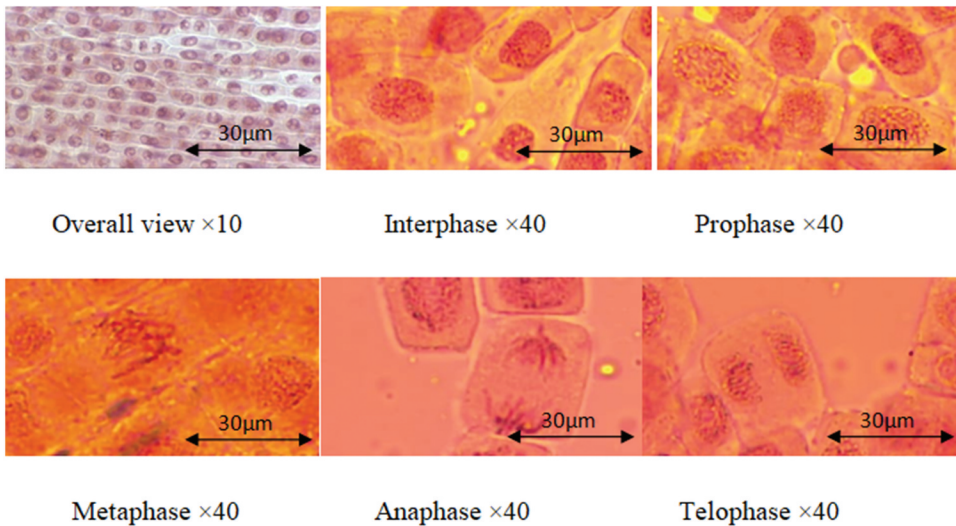 30µm
30µm
30µm
Overall view ×10
Interphase ×40
Prophase ×40
30µm
30µm
30µm
Metaphase ×40
Anaphase ×40
Telophase ×40